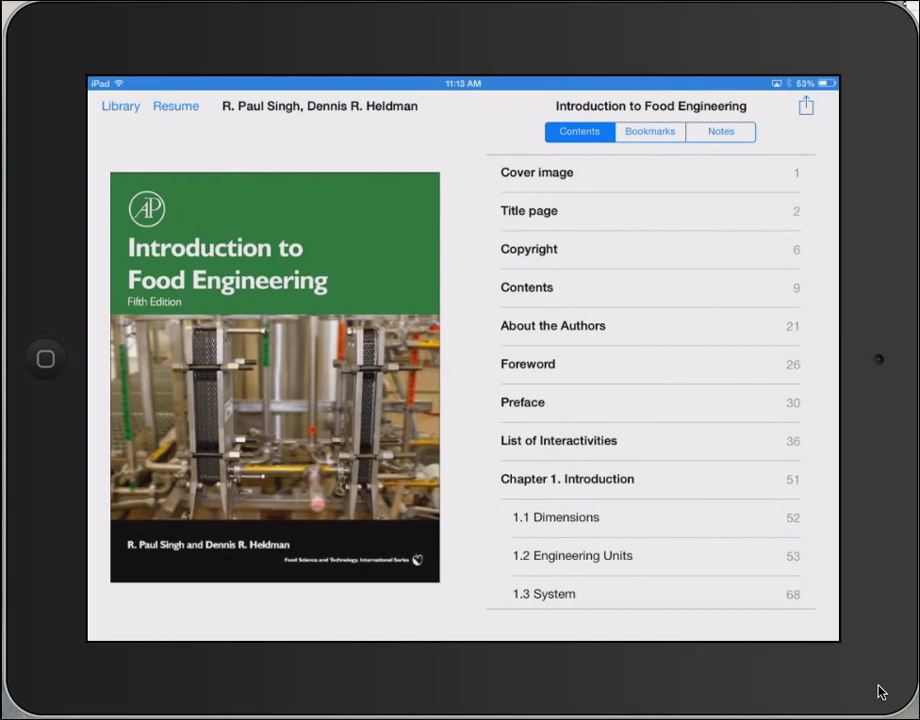 iPad
11:13 AM
53%
Library
Resume
R. Paul Singh, Dennis R. Heldman
Introduction to Food Engineering
Contents
Bookmarks
Notes
AP
Introduction to
Food Engineering
Fifth Edition
R. Paul Singh and Dennis R. Heldman
Food Science and Technology, International Series
Cover image 1
Title page 2
Copyright 6
Contents 9
About the Authors 21
Foreword 26
Preface 30
List of Interactivities 36
Chapter 1. Introduction 51
1.1 Dimensions 52
1.2 Engineering Units 53
1.3 System 68